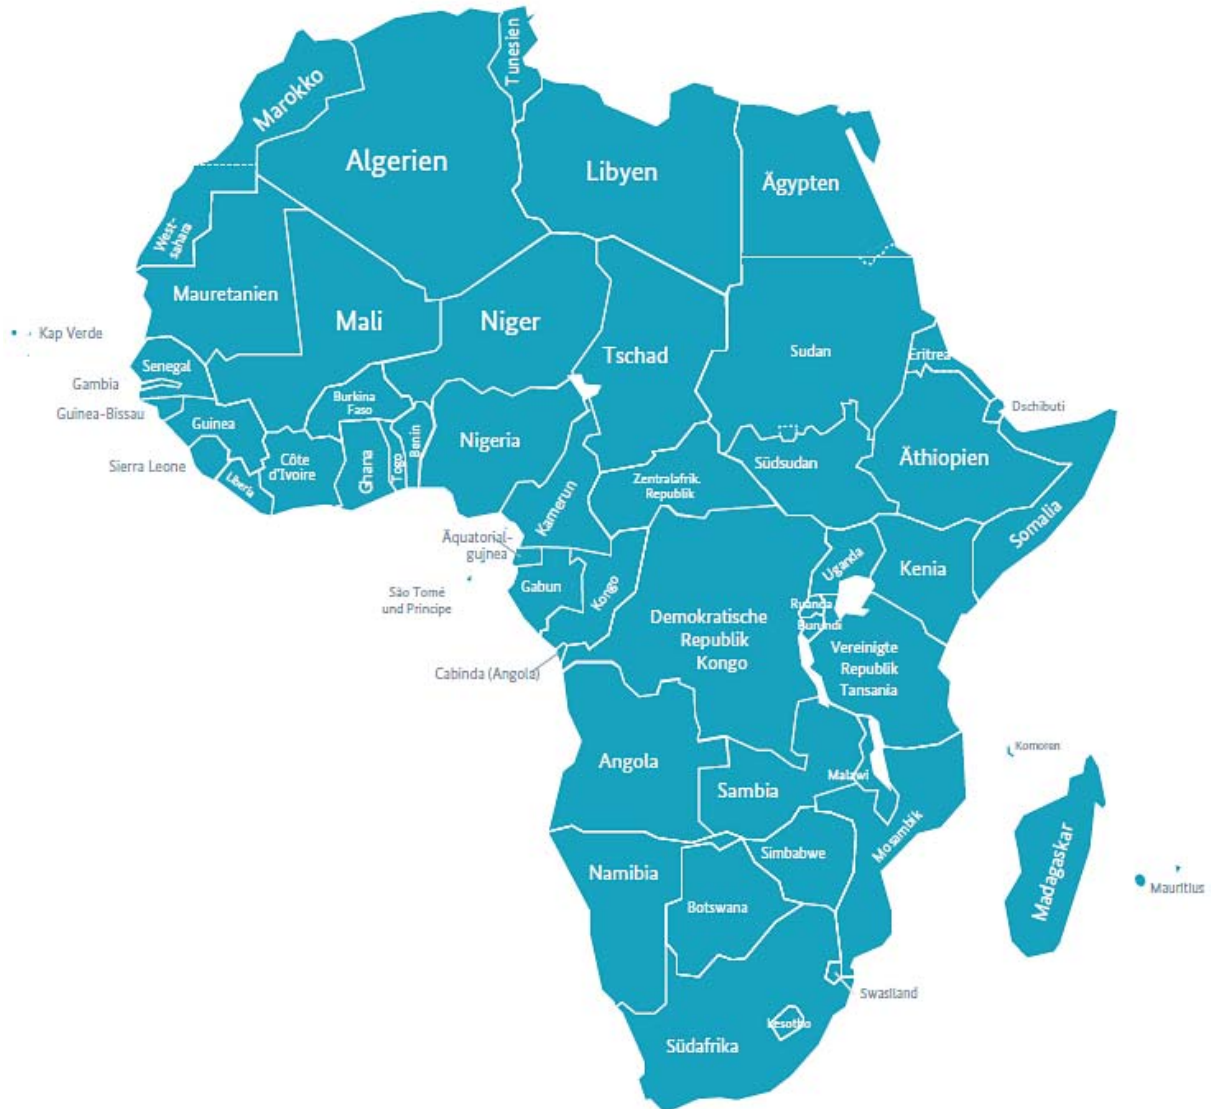 Tunesien
Marokko
Algerien
Libyen
Ägypten
West-
sahara
Mauretanien
Mali
Niger
Kap Verde
Tschad
Sudan
Eritrea
Senegal
Gambia
Burkina
Faso
Dschibuti
Guinea-Bissau
Guinea
Nigeria
Benin
Togo
Ghana
Côte
d'Ivoire
Sierra Leone
Liberia
Südsudan
Äthiopien
Zentralafrik.
Republik
Kamerun
Somalia
Äquatorial-
gujnea
Uganda
Kenia
Gabun
Kongo
São Tomé
und Principe
Ruanda
Burundi
Demokratische
Republik
Kongo
Vereinigte
Republik
Tansania
Cabinda (Angola)
Komoren
Angola
Sambia
Malawi
Mosambik
Simbabwe
Namibia
Botswana
Madagaskar
Mauritius
Swasiland
Lesotho
Südafrika